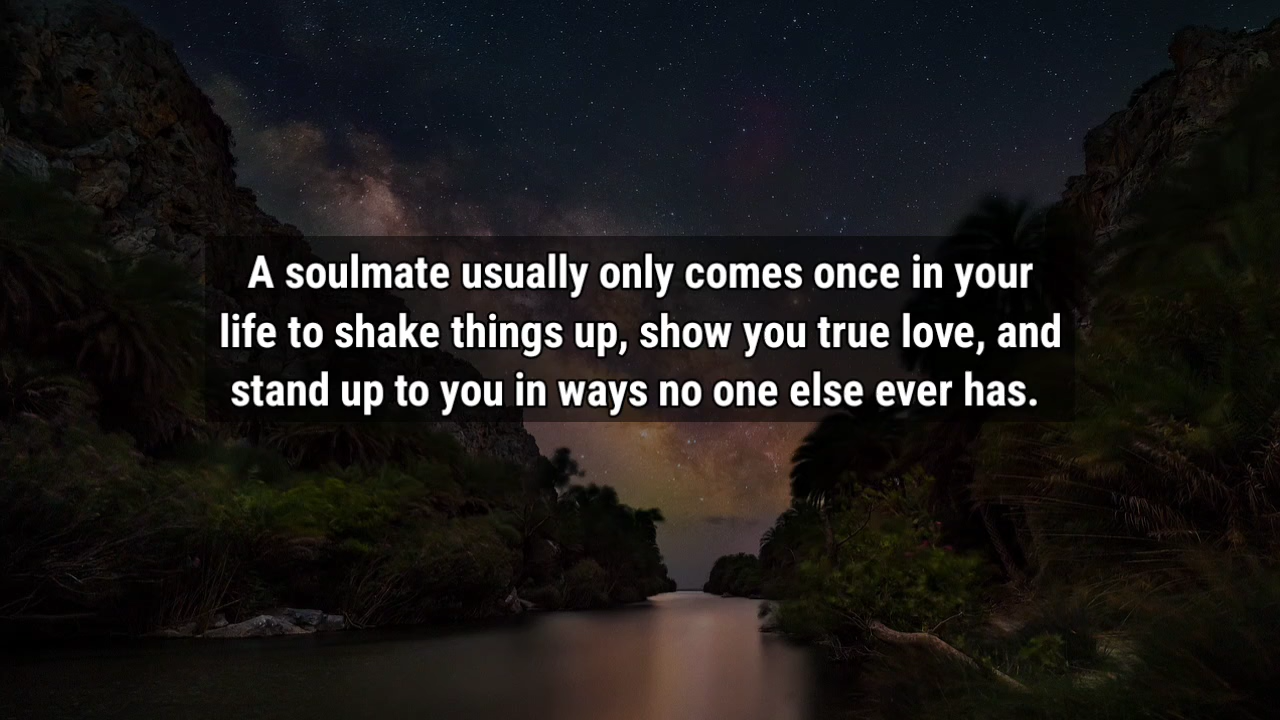 A soulmate usually only comes once in your
life to shake things up, show you true love, and
stand up to you in ways no one else ever has.